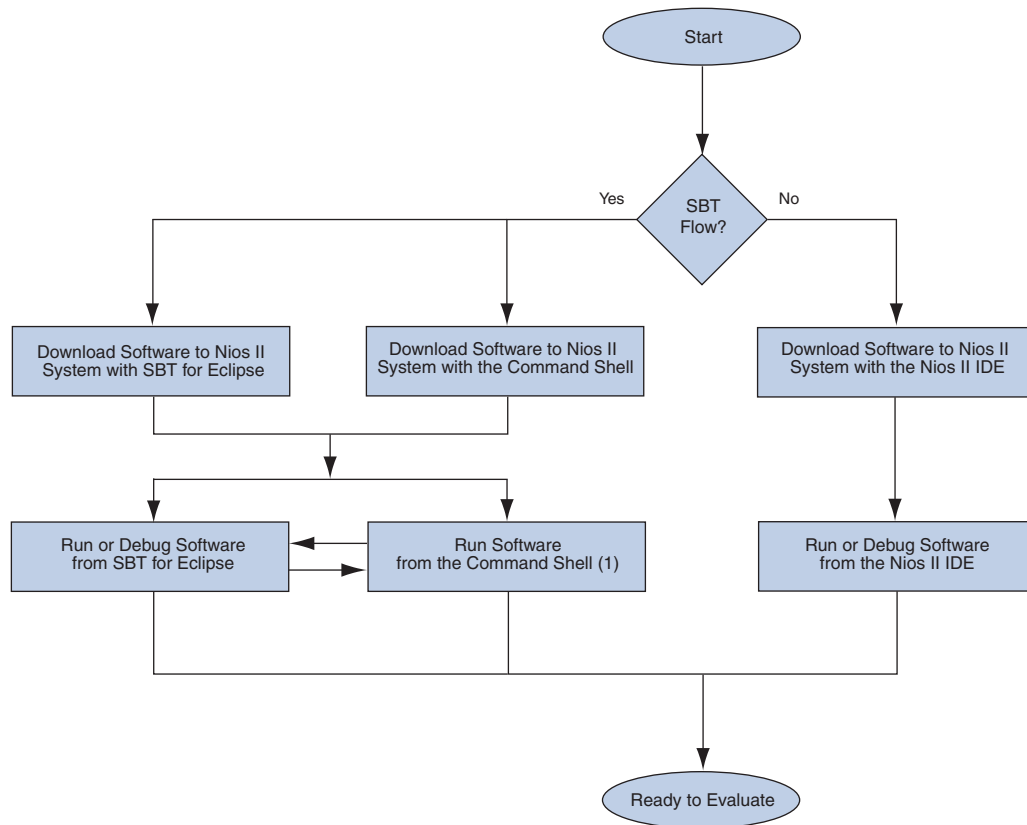 Start
Yes
SBT
Flow?
No
Download Software to Nios II
System with SBT for Eclipse
Download Software to Nios II
System with the Command Shell
Download Software to Nios II
System with the Nios II IDE
Run or Debug Software
from SBT for Eclipse
Run Software
from the Command Shell (1)
Run or Debug Software
from the Nios II IDE
Ready to Evaluate